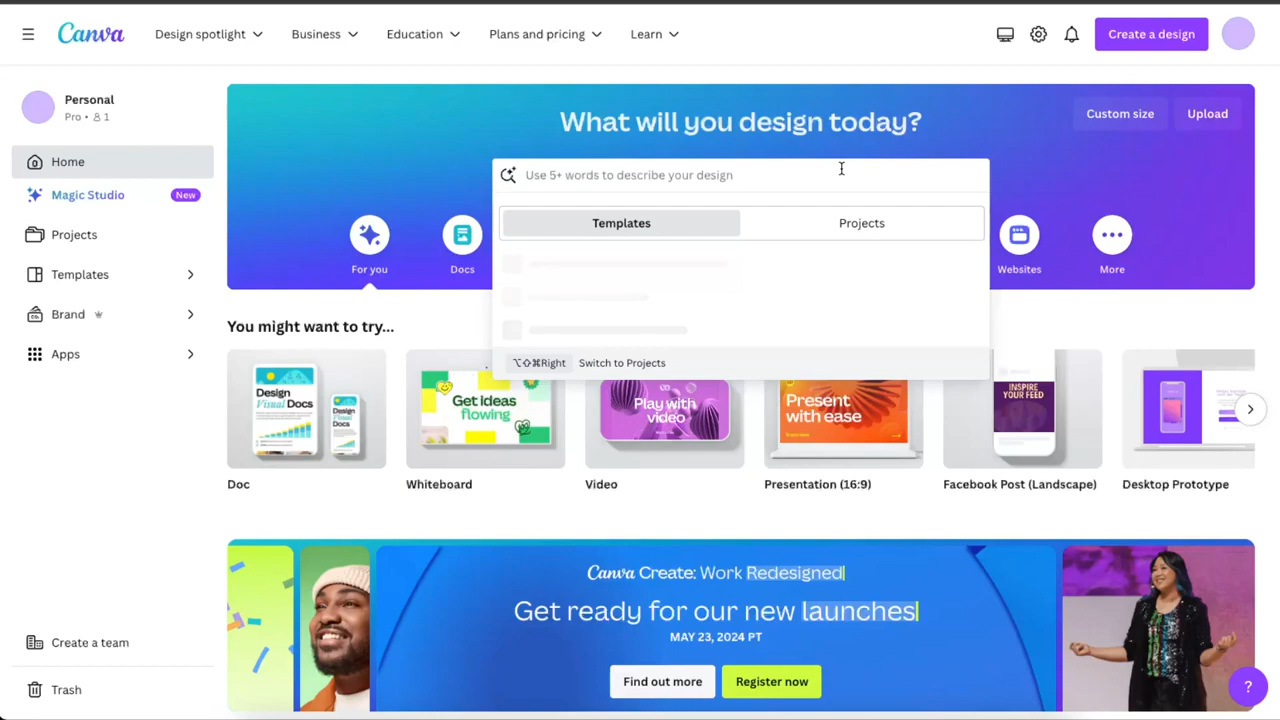 Canva
Design spotlight
Business
Education
Plans and pricing
Learn
Create a design
Personal
Pro • 1
Home
Magic Studio
New
Projects
Templates
Brand
Apps
Create a team
Trash
What will you design today?
Custom size
Upload
Use 5+ words to describe your design
Templates
Projects
⌥⇧⌘Right
Switch to Projects
For you
Docs
Websites
More
You might want to try...
Design
Visual Docs
Design
Visual Docs
Get ideas
flowing
Play with
video
Present
with ease
INSPIRE
YOUR FEED
Doc
Whiteboard
Video
Presentation (16:9)
Facebook Post (Landscape)
Desktop Prototype
Canva Create: Work Redesigned
Get ready for our new launches
MAY 23, 2024 PT
Find out more
Register now
?